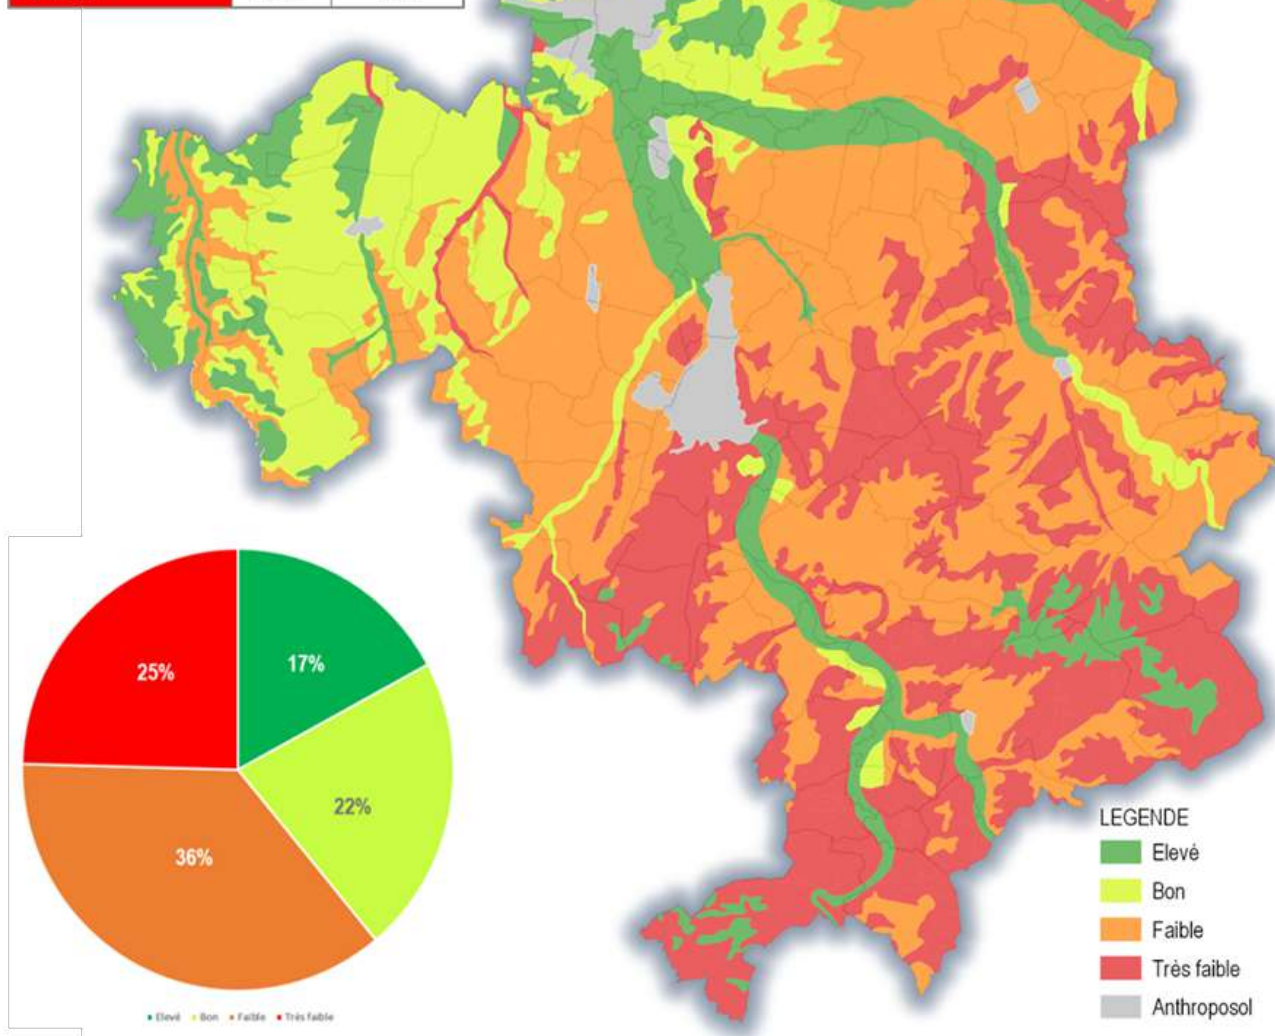 25%
17%
22%
36%
Elevé Bon Faible Très faible
LEGENDE
Elevé
Bon
Faible
Très faible
Anthroposol